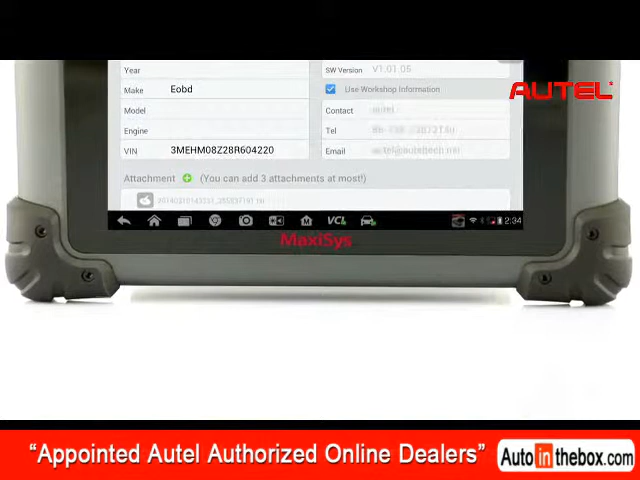 Year
SW Version V1.01.05
AUTEL
Make Eobd
Use Workshop Information
Model
Contact autel
Engine
Tel
VIN 3MEHM08Z28R604220
Email
Attachment (You can add 3 attachments at most!)
VCI
2:34
MaxiSys
“Appointed Autel Authorized Online Dealers”
Autointhebox.com